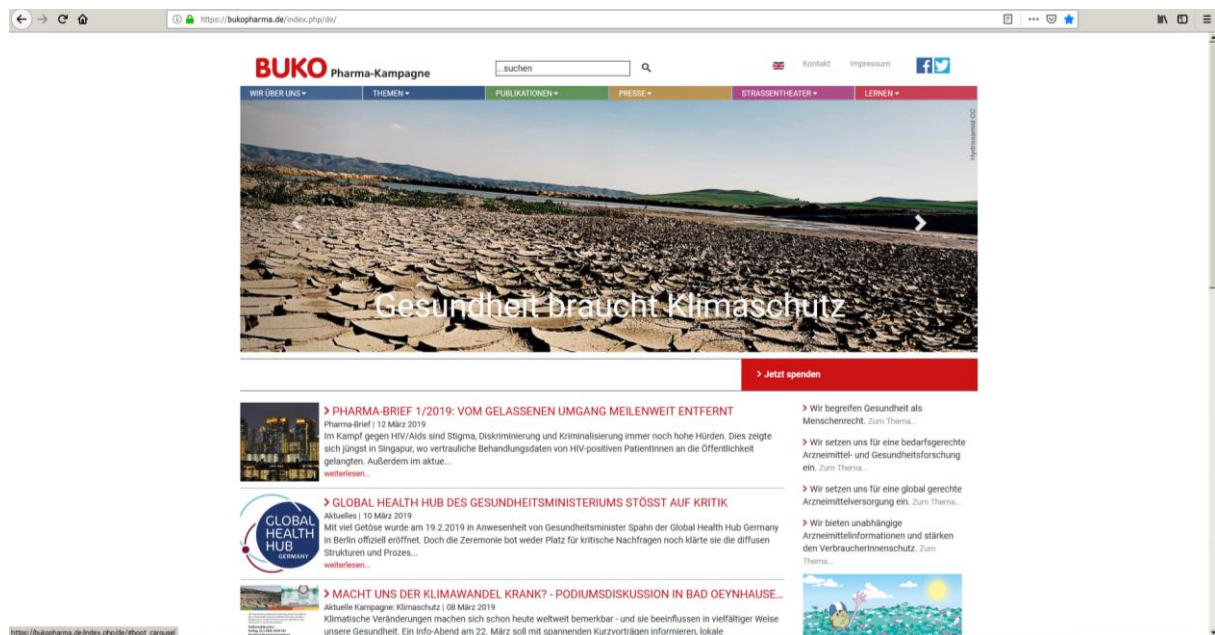 https://bukopharma.de/index.php/de/
BUKO Pharma-Kampagne
...suchen
Kontakt
Impressum
WIR ÜBER UNS
THEMEN
PUBLIKATIONEN
PRESSE
STRASSENTHEATER
LERNEN
Hydrosami4 CC
Gesundheit braucht Klimaschutz
Jetzt spenden
PHARMA-BRIEF 1/2019: VOM GELASSENEN UMGANG MEILENWEIT ENTFERNT
Pharma-Brief | 12 März 2019
Im Kampf gegen HIV/Aids sind Stigma, Diskriminierung und Kriminalisierung immer noch hohe Hürden. Dies zeigte
sich jüngst in Singapur, wo vertrauliche Behandlungsdaten von HIV-positiven PatientInnen an die Öffentlichkeit
gelangten. Außerdem im aktue...
weiterlesen...
GLOBAL
HEALTH
HUB
GERMANY
GLOBAL HEALTH HUB DES GESUNDHEITSMINISTERIUMS STÖSST AUF KRITIK
Aktuelles | 10 März 2019
Mit viel Getöse wurde am 19.2.2019 in Anwesenheit von Gesundheitsminister Spahn der Global Health Hub Germany
in Berlin offiziell eröffnet. Doch die Zeremonie bot weder Platz für kritische Nachfragen noch klärte sie die diffusen
Strukturen und Prozes...
weiterlesen...
MACHT UNS DER KLIMAWANDEL KRANK? - PODIUMSDISKUSSION IN BAD OEYNHAUSE...
Aktuelle Kampagne: Klimaschutz | 08 März 2019
Klimatische Veränderungen machen sich schon heute weltweit bemerkbar - und sie beeinflussen in vielfältiger Weise
unsere Gesundheit. Ein Info-Abend am 22. März soll mit spannenden Kurzvorträgen informieren, lokale
Wir begreifen Gesundheit als
Menschenrecht. Zum Thema...
Wir setzen uns für eine bedarfsgerechte
Arzneimittel- und Gesundheitsforschung
ein. Zum Thema...
Wir setzen uns für eine global gerechte
Arzneimittelversorgung ein. Zum Thema...
Wir bieten unabhängige
Arzneimittelinformationen und stärken
den VerbraucherInnenschutz. Zum
Thema...
https://bukopharma.de/index.php/de/#boot_carousel